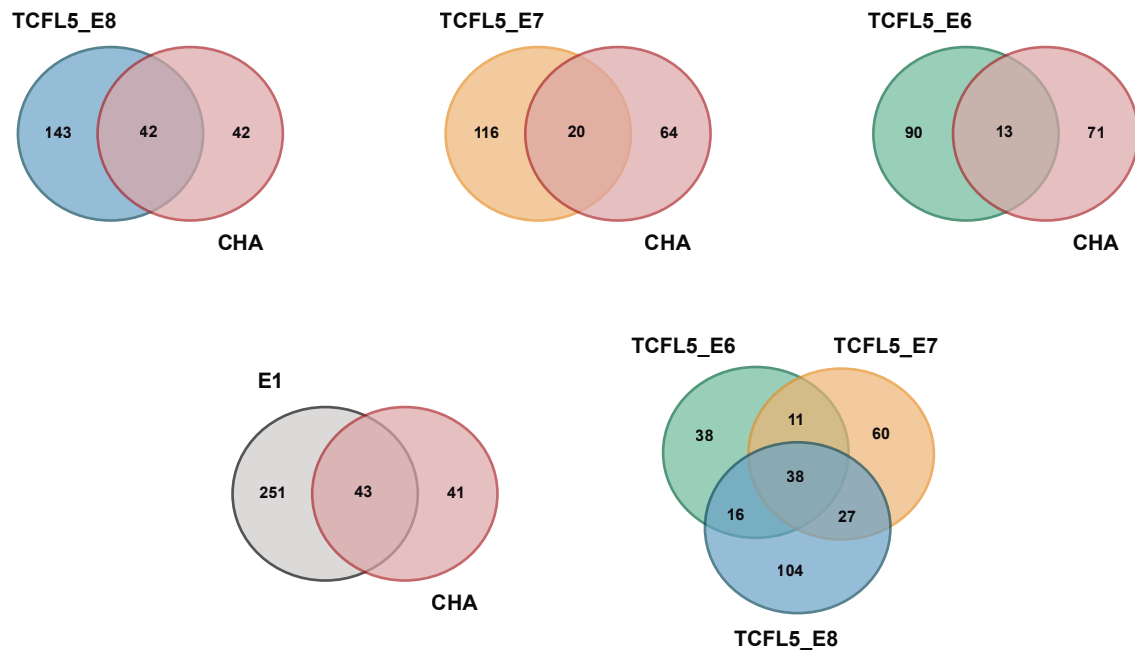 TCFL5_E8
143 42 42
CHA
TCFL5_E7
116 20 64
CHA
TCFL5_E6
90 13 71
CHA
E1
251 43 41
CHA
TCFL5_E6 TCFL5_E7
38 11 60
38
16 27
104
TCFL5_E8